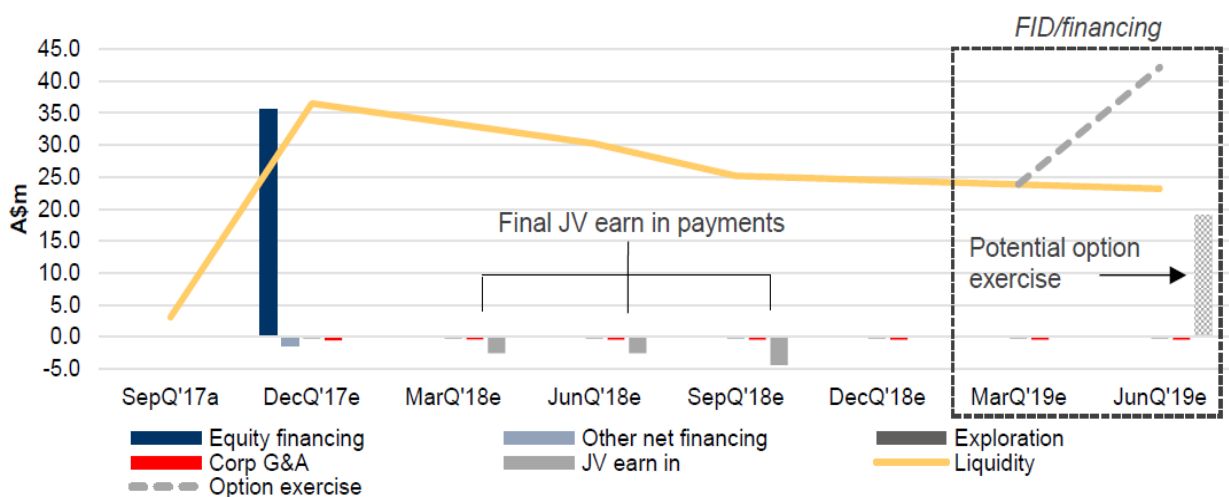 FID/financing
45.0
40.0
35.0
30.0
25.0
20.0
15.0
10.0
5.0
0.0
-5.0
A$m
Final JV earn in payments
Potential option
exercise
SepQ'17a DecQ'17e MarQ'18e JunQ'18e SepQ'18e DecQ'18e MarQ'19e JunQ'19e
Equity financing Other net financing Exploration
Corp G&A JV earn in Liquidity
Option exercise